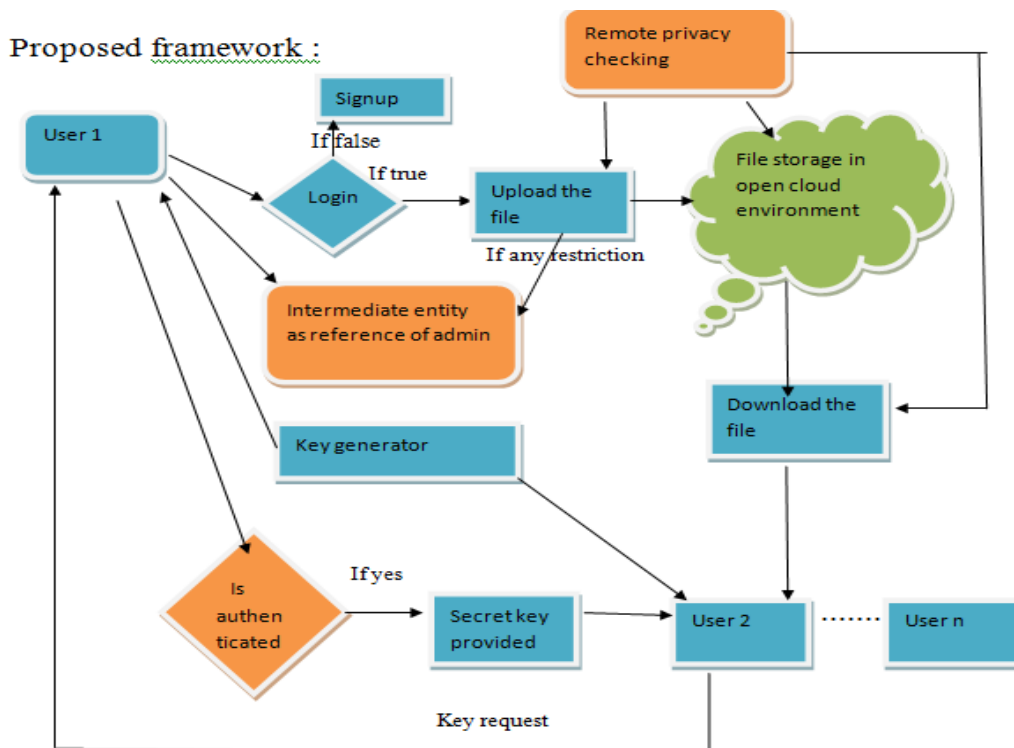 Proposed framework :
Remote privacy
checking
Signup
User 1
If false
If true
Login
Upload the
file
File storage in
open cloud
environment
If any restriction
Intermediate entity
as reference of admin
Download the
file
Key generator
If yes
Is
authen
ticated
Secret key
provided
User 2
User n
Key request